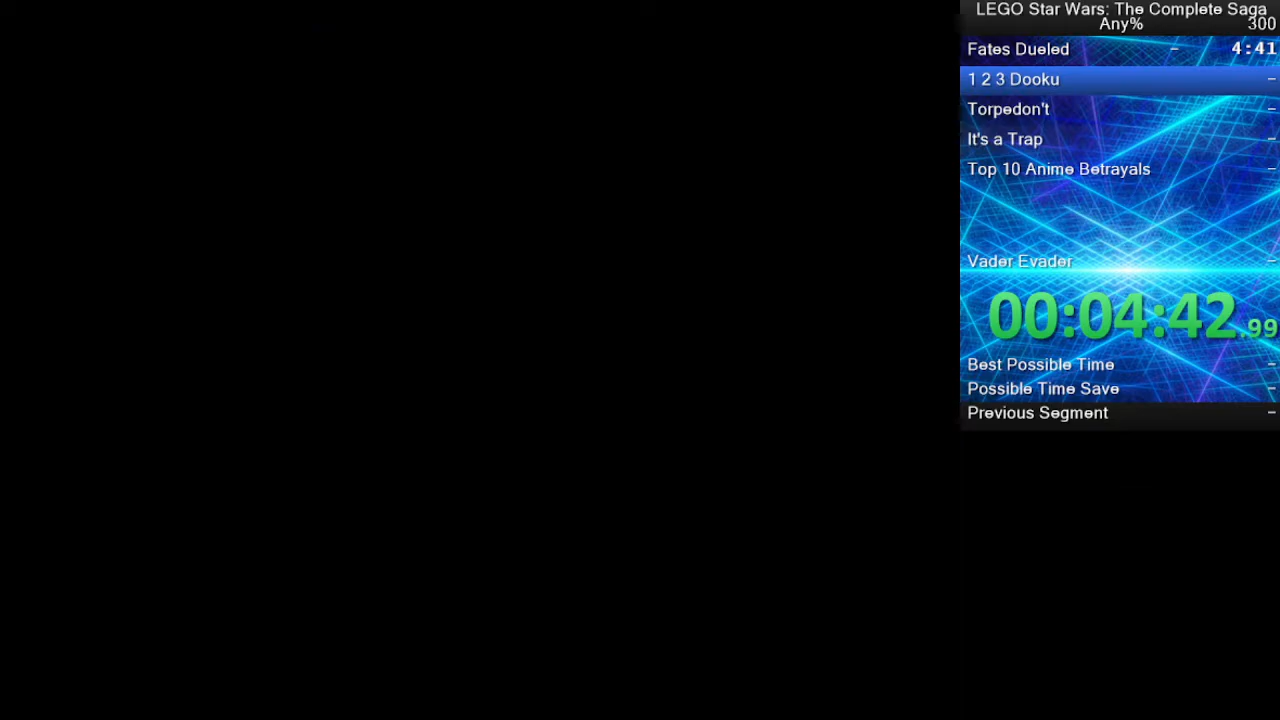 LEGO Star Wars: The Complete Saga
Any% 300
Fates Dueled – 4:41
1 2 3 Dooku –
Torpedon't –
It's a Trap –
Top 10 Anime Betrayals –
Vader Evader –
00:04:42.99
Best Possible Time –
Possible Time Save –
Previous Segment –